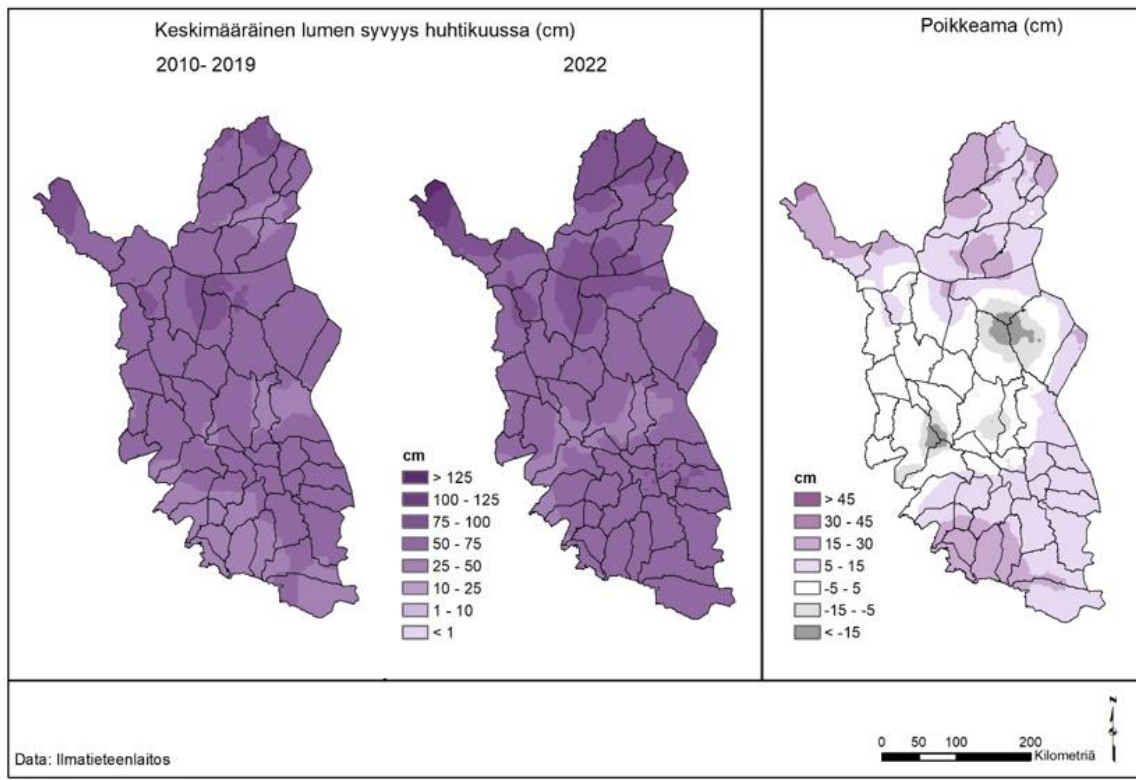 Keskimääräinen lumen syvyys huhtikuussa (cm)
2010- 2019
2022
cm
> 125
100 - 125
75 - 100
50 - 75
25 - 50
10 - 25
1 - 10
< 1
Poikkeama (cm)
cm
> 45
30 - 45
15 - 30
5 - 15
-5 - 5
-15 - -5
< -15
Data: Ilmatieteenlaitos
0 50 100 200
Kilometriä
N